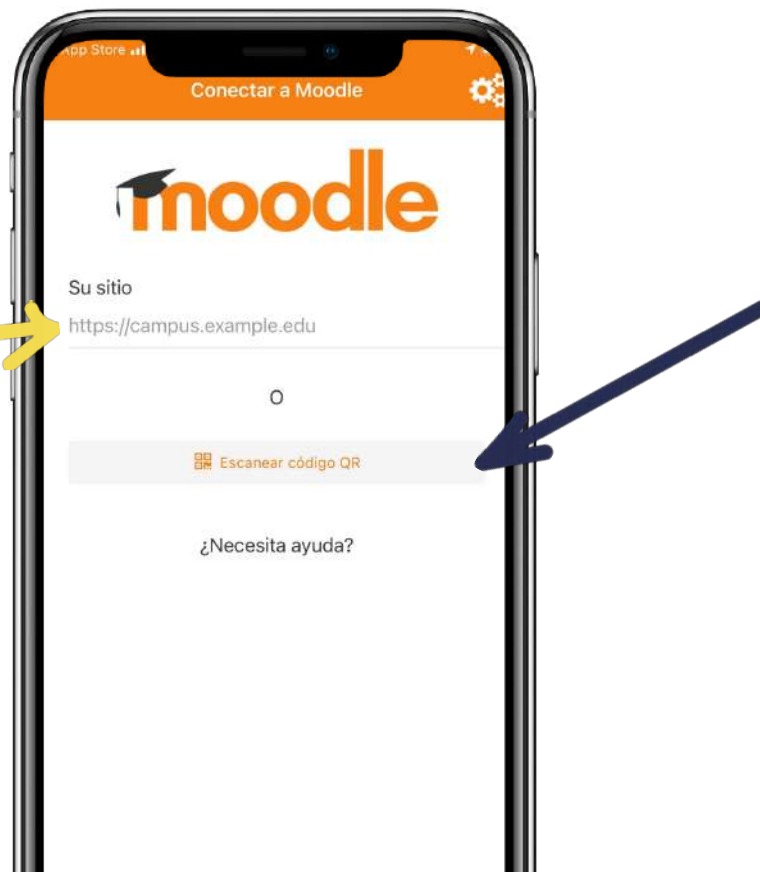 App Store
Conectar a Moodle
moodle
Su sitio
https://campus.example.edu
O
Escanear código QR
¿Necesita ayuda?